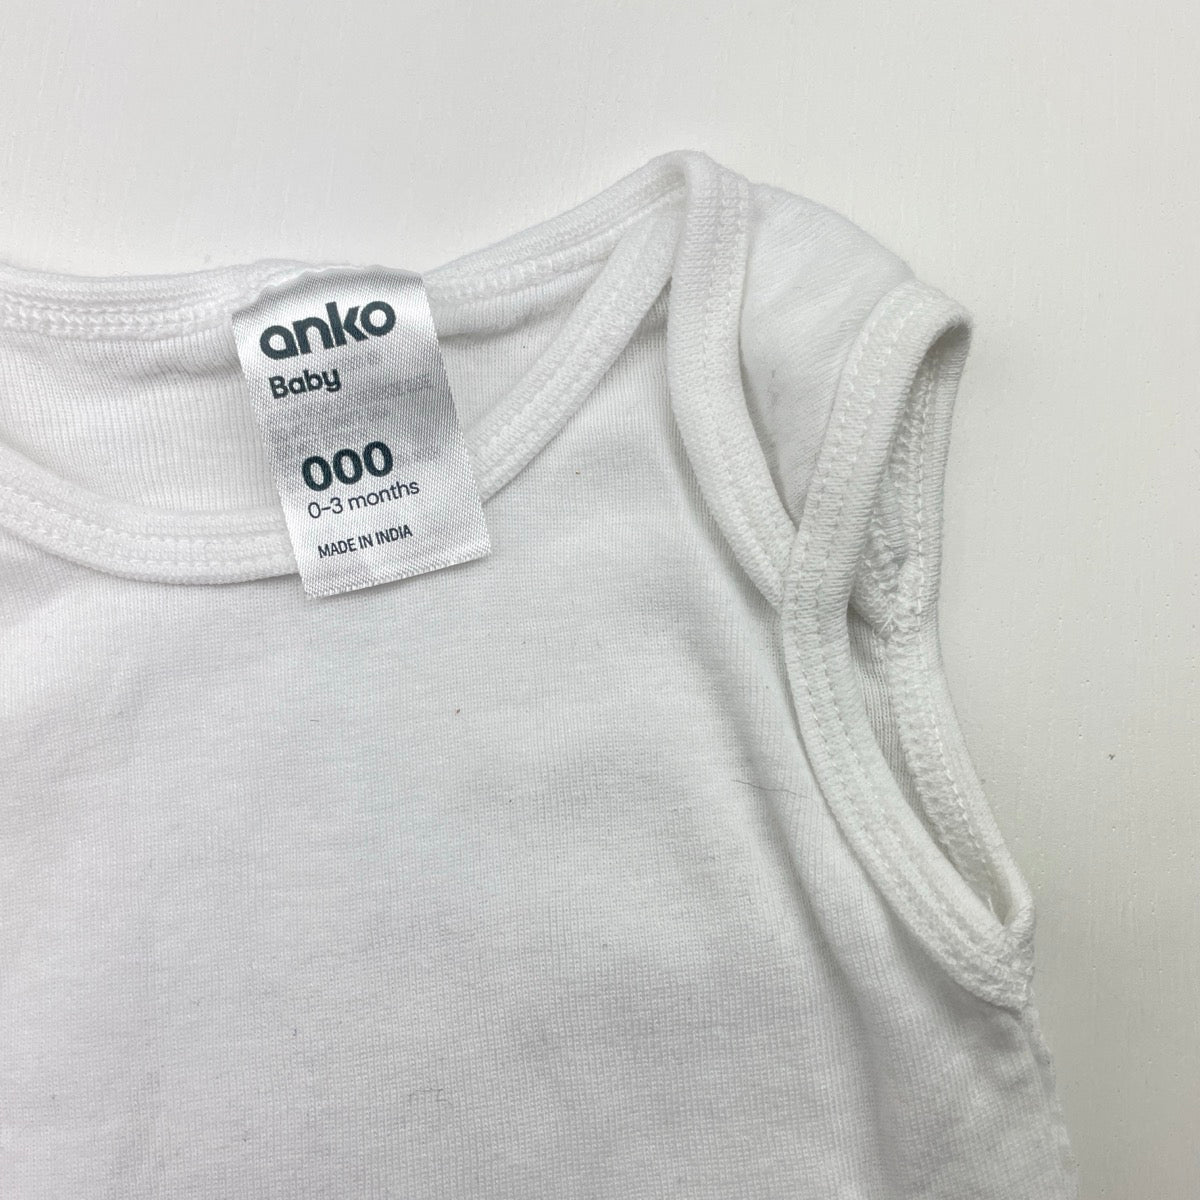 anko
Baby
000
0-3 months
MADE IN INDIA